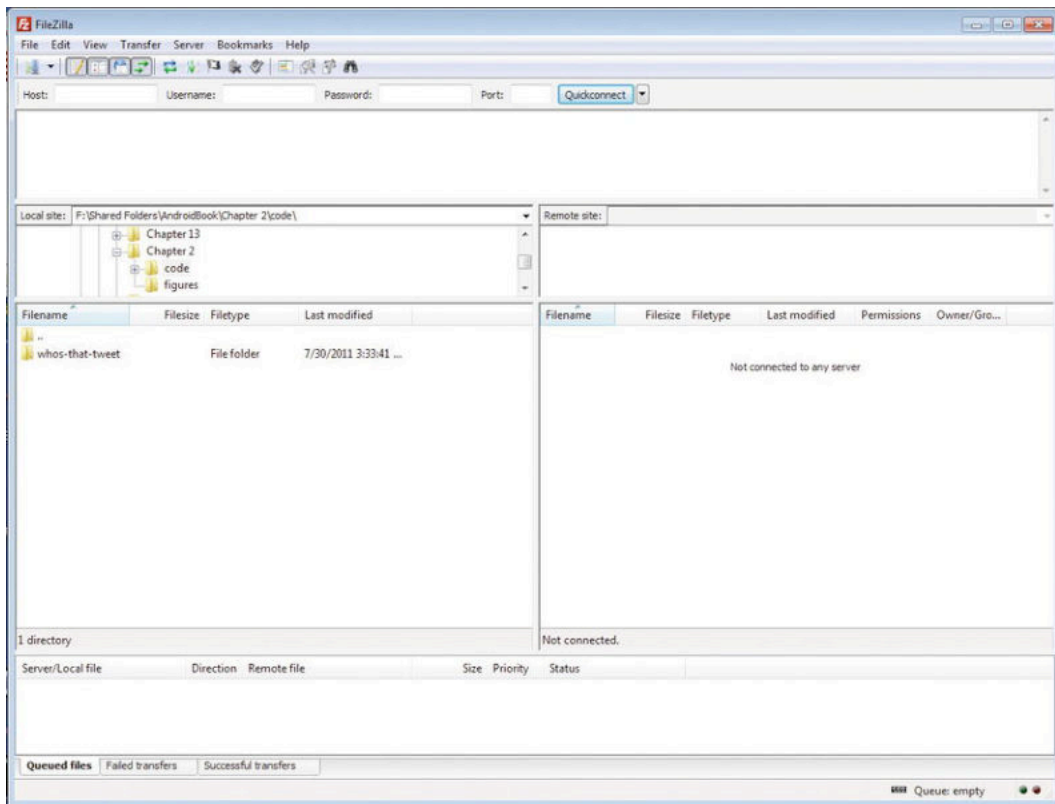 FileZilla
File Edit View Transfer Server Bookmarks Help
Host: Username: Password: Port: Quickconnect
Local site: F:\Shared Folders\AndroidBook\Chapter 2\code\ Remote site:
Chapter 13
Chapter 2
code
figures
Filename Filesize Filetype Last modified
..
whos-that-tweet File folder 7/30/2011 3:33:41 ...
1 directory
Filename Filesize Filetype Last modified Permissions Owner/Gro...
Not connected to any server
Not connected.
Server/Local file Direction Remote file Size Priority Status
Queued files Failed transfers Successful transfers
Queue: empty